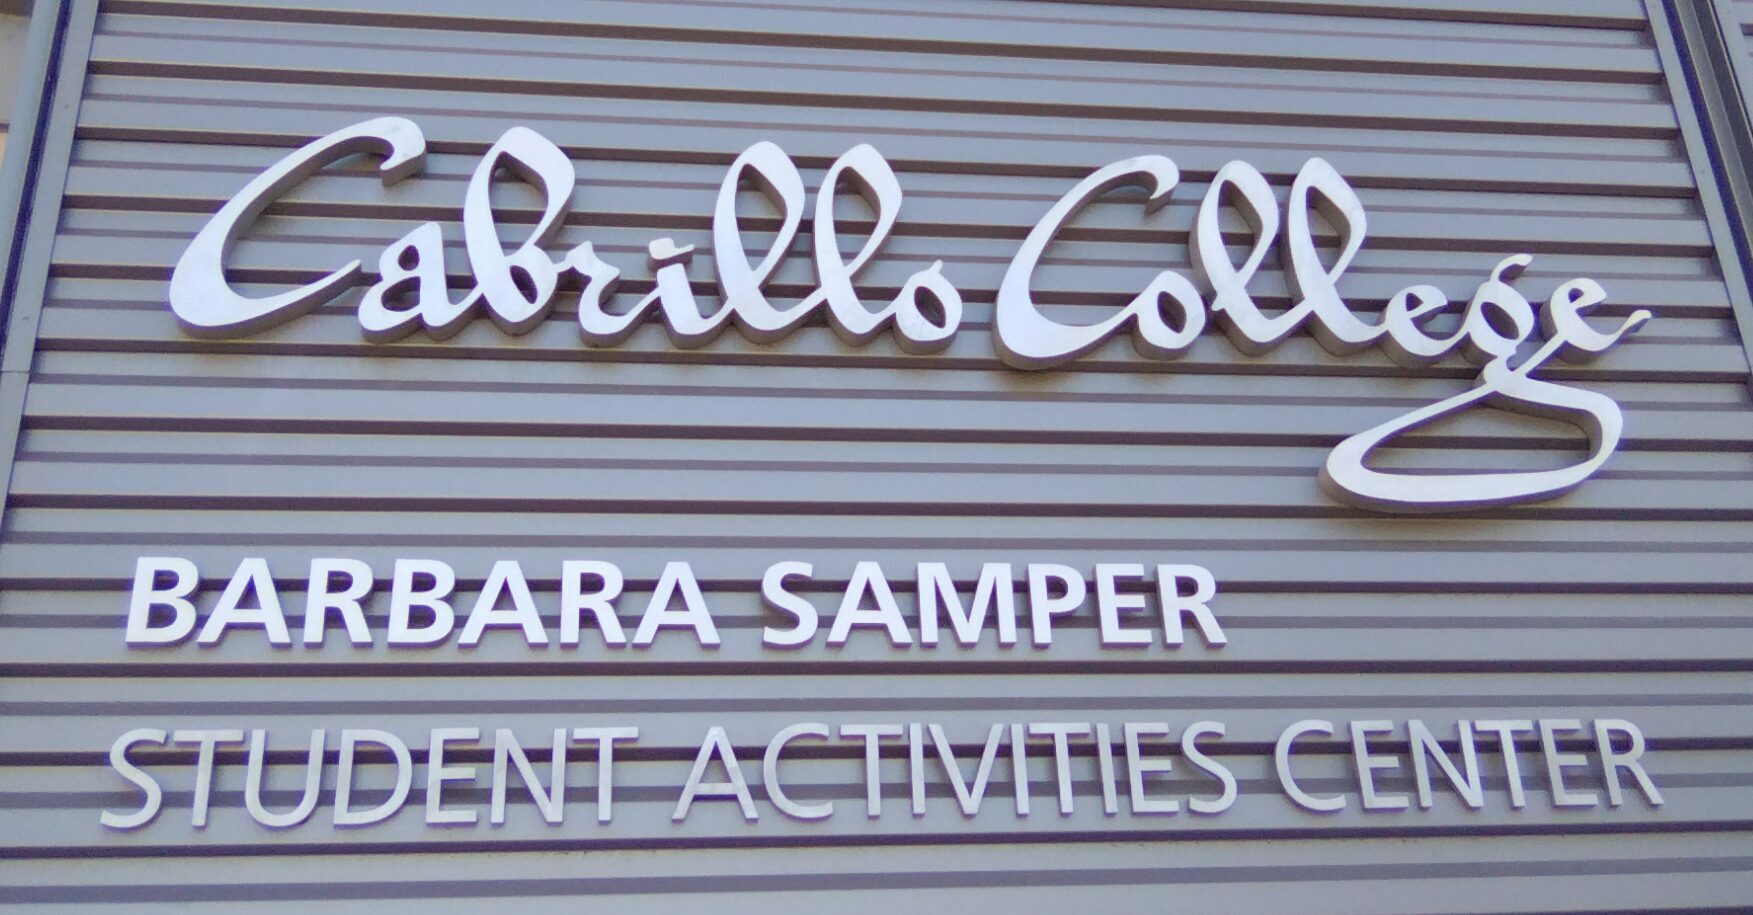 Cabrillo College
BARBARA SAMPER
STUDENT ACTIVITIES CENTER